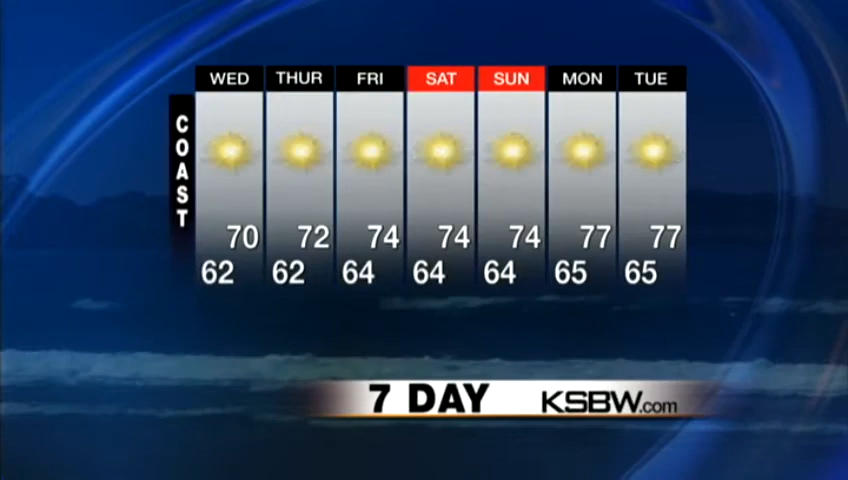 WED THUR FRI SAT SUN MON TUE
COAST
70 72 74 74 74 77 77
62 62 64 64 64 65 65
7 DAY KSBW.com